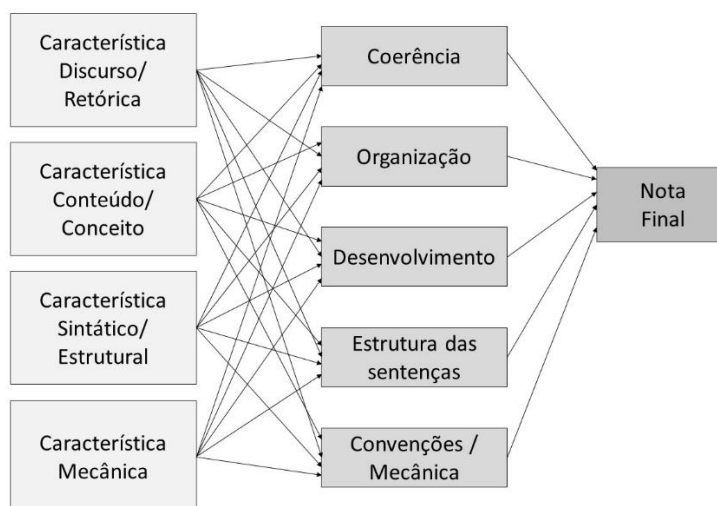 Característica
Discurso/
Retórica
Característica
Conteúdo/
Conceito
Característica
Sintático/
Estrutural
Característica
Mecânica
Coerência
Organização
Desenvolvimento
Estrutura das
sentenças
Convenções /
Mecânica
Nota
Final